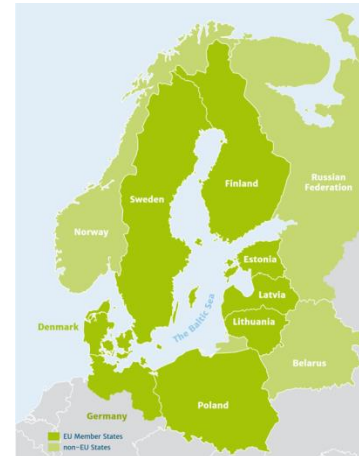 Sweden
Finland
Russian
Federation
Norway
Estonia
Latvia
The Baltic Sea
Lithuania
Denmark
Belarus
Germany
Poland
EU Member States
non-EU States